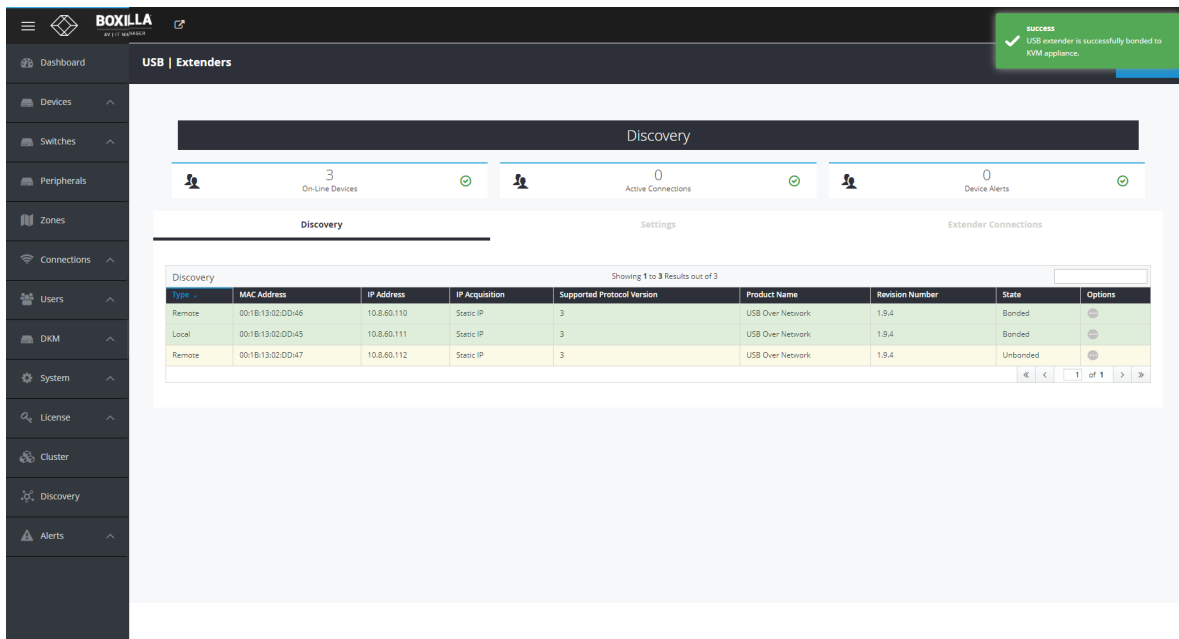 BOXILLA
AV | IT MANAGER
success
USB extender is successfully bonded to
KVM appliance.
Dashboard
USB | Extenders
Devices
Switches
Peripherals
Zones
Connections
Users
DKM
System
License
Cluster
Discovery
Alerts
Discovery
3
On-Line Devices
0
Active Connections
0
Device Alerts
Discovery Settings Extender Connections
Discovery Showing 1 to 3 Results out of 3
Type MAC Address IP Address IP Acquisition Supported Protocol Version Product Name Revision Number State Options
Remote 00:1B:13:02:DD:46 10.8.60.110 Static IP 3 USB Over Network 1.9.4 Bonded
Local 00:1B:13:02:DD:45 10.8.60.111 Static IP 3 USB Over Network 1.9.4 Bonded
Remote 00:1B:13:02:DD:47 10.8.60.112 Static IP 3 USB Over Network 1.9.4 Unbonded
« < 1 of 1 > »